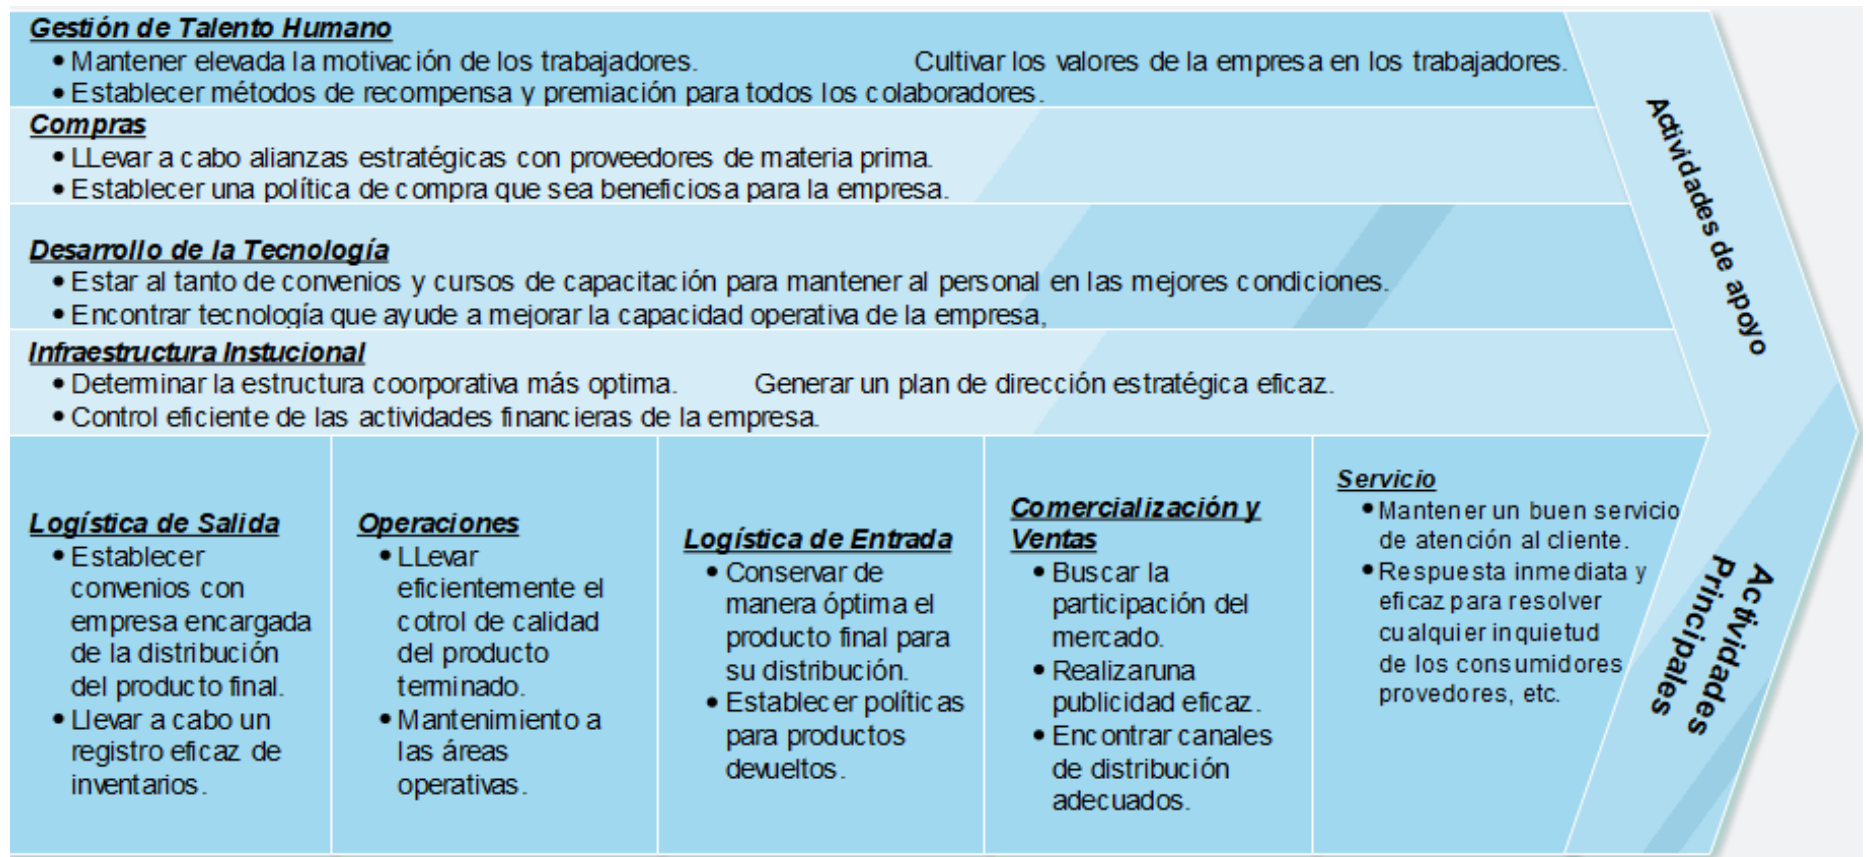 Gestión de Talento Humano
• Mantener elevada la motivación de los trabajadores. Cultivar los valores de la empresa en los trabajadores.
• Establecer métodos de recompensa y premiación para todos los colaboradores.
Compras
• LLevar a cabo alianzas estratégicas con proveedores de materia prima.
• Establecer una política de compra que sea beneficiosa para la empresa.
Desarrollo de la Tecnología
• Estar al tanto de convenios y cursos de capacitación para mantener al personal en las mejores condiciones.
• Encontrar tecnología que ayude a mejorar la capacidad operativa de la empresa,
Infraestructura Instucional
• Determinar la estructura coorporativa más optima. Generar un plan de dirección estratégica eficaz.
• Control eficiente de las actividades financieras de la empresa.
Actividades de apoyo
Logística de Salida
• Establecer
convenios con
empresa encargada
de la distribución
del producto final.
• Llevar a cabo un
registro eficaz de
inventarios.
Operaciones
• LLevar
eficientemente el
cotrol de calidad
del producto
terminado.
• Mantenimiento a
las áreas
operativas.
Logística de Entrada
• Conservar de
manera óptima el
producto final para
su distribución.
• Establecer políticas
para productos
devueltos.
Comercialización y
Ventas
• Buscar la
participación del
mercado.
• Realizaruna
publicidad eficaz.
• Encontrar canales
de distribución
adecuados.
Servicio
• Mantener un buen servicio
de atención al cliente.
• Respuesta inmediata y
eficaz para resolver
cualquier inquietud
de los consumidores
provedores, etc.
Actividades
Principales